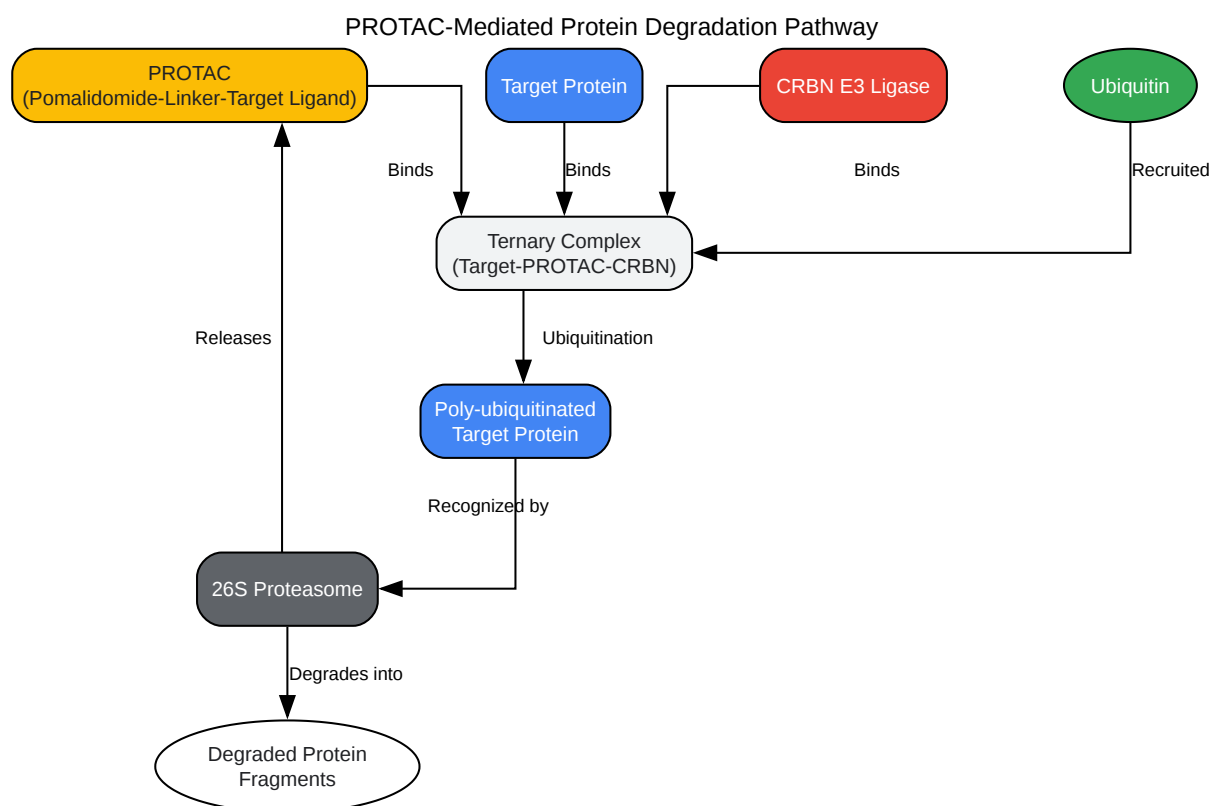 PROTAC-Mediated Protein Degradation Pathway
PROTAC
(Pomalidomide-Linker-Target Ligand)
Target Protein
CRBN E3 Ligase
Ubiquitin
Binds
Binds
Binds
Recruited
Ternary Complex
(Target-PROTAC-CRBN)
Releases
Ubiquitination
Poly-ubiquitinated
Target Protein
Recognized by
26S Proteasome
Degrades into
Degraded Protein
Fragments